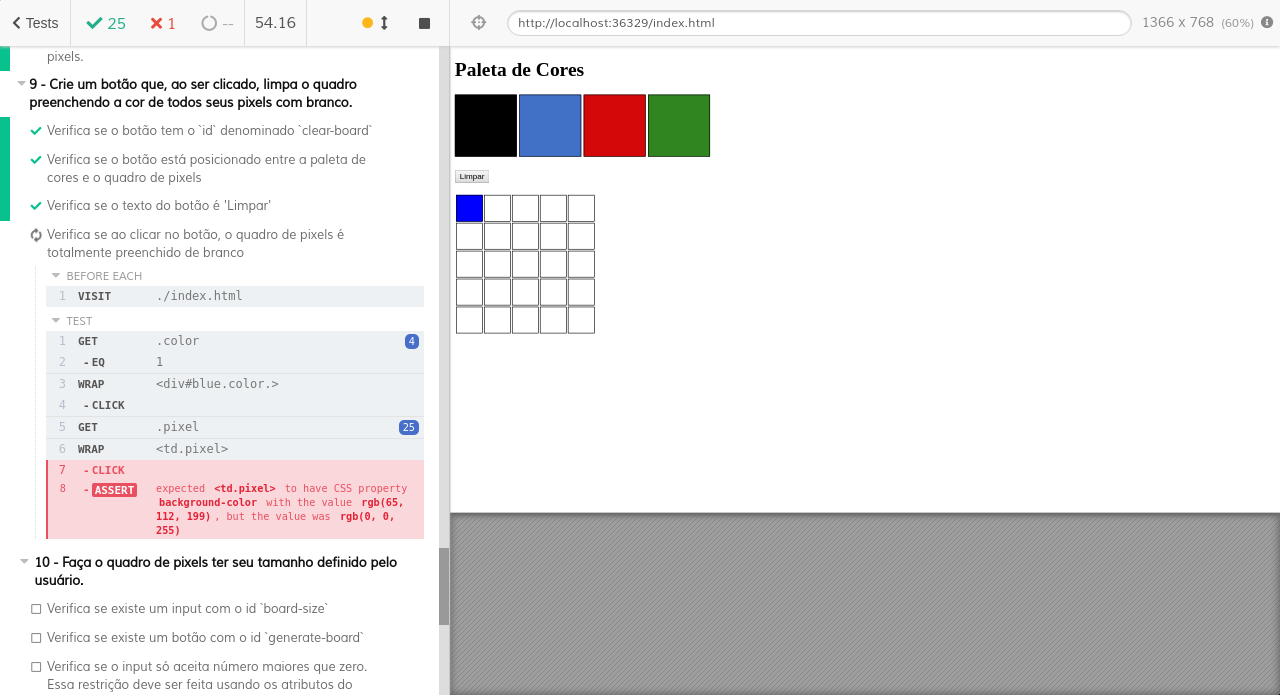 Tests 25 1 -- 54.16 http://localhost:36329/index.html 1366 x 768 (60%)
pixels.
9 - Crie um botão que, ao ser clicado, limpa o quadro
preenchendo a cor de todos seus pixels com branco.
Verifica se o botão tem o `id` denominado `clear-board`
Verifica se o botão está posicionado entre a paleta de
cores e o quadro de pixels
Verifica se o texto do botão é 'Limpar'
Verifica se ao clicar no botão, o quadro de pixels é
totalmente preenchido de branco
BEFORE EACH
1 VISIT ./index.html
TEST
1 GET .color 4
2 - EQ 1
3 WRAP <div#blue.color.>
4 - CLICK
5 GET .pixel 25
6 WRAP <td.pixel>
7 - CLICK
8 - ASSERT expected <td.pixel> to have CSS property
background-color with the value rgb(65,
112, 199) , but the value was rgb(0, 0,
255)
10 - Faça o quadro de pixels ter seu tamanho definido pelo
usuário.
Verifica se existe um input com o id `board-size`
Verifica se existe um botão com o id `generate-board`
Verifica se o input só aceita número maiores que zero.
Essa restrição deve ser feita usando os atributos do
Paleta de Cores
Limpar